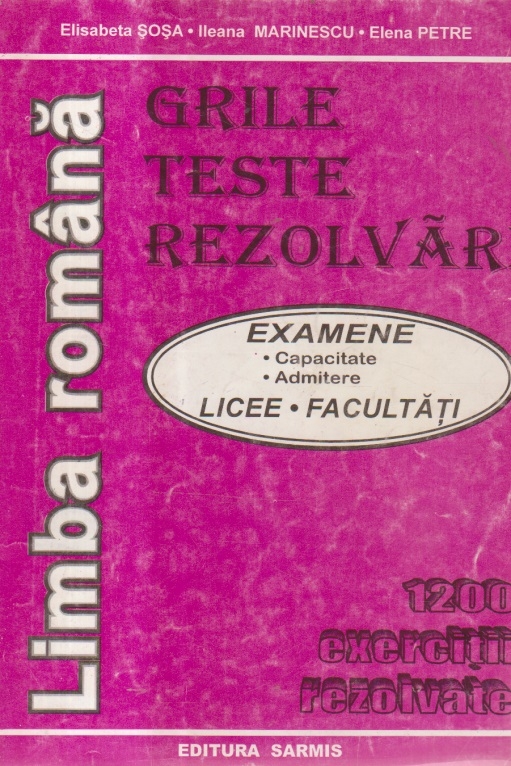 Elisabeta ŞOŞA • Ileana MARINESCU • Elena PETRE
Limba română
GRILE
TESTE
REZOLVĂR
EXAMENE
• Capacitate
• Admitere
LICEE • FACULTĂŢI
1200
exerciţii
rezolvate
EDITURA SARMIS